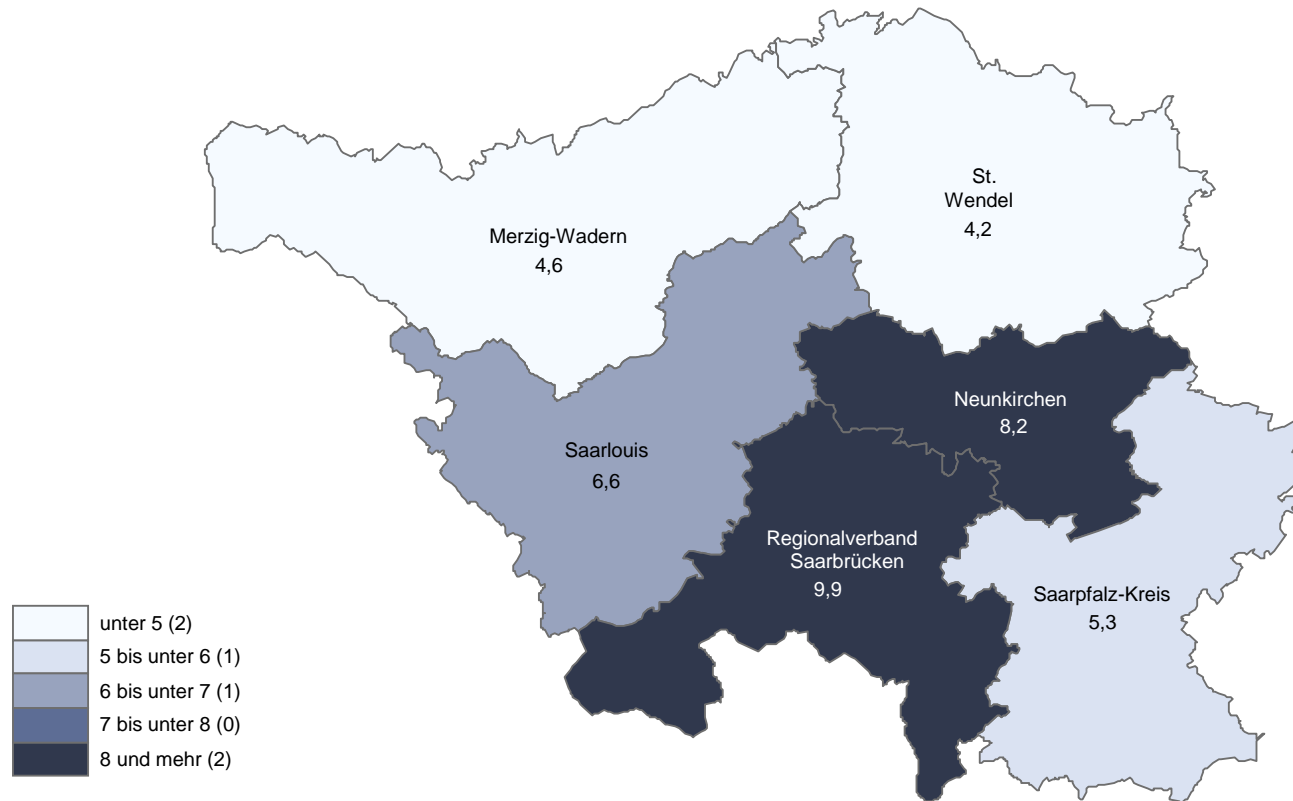 St.
Wendel
4,2
Merzig-Wadern
4,6
Neunkirchen
8,2
Saarlouis
6,6
Regionalverband
Saarbrücken
9,9
Saarpfalz-Kreis
5,3
unter 5 (2)
5 bis unter 6 (1)
6 bis unter 7 (1)
7 bis unter 8 (0)
8 und mehr (2)